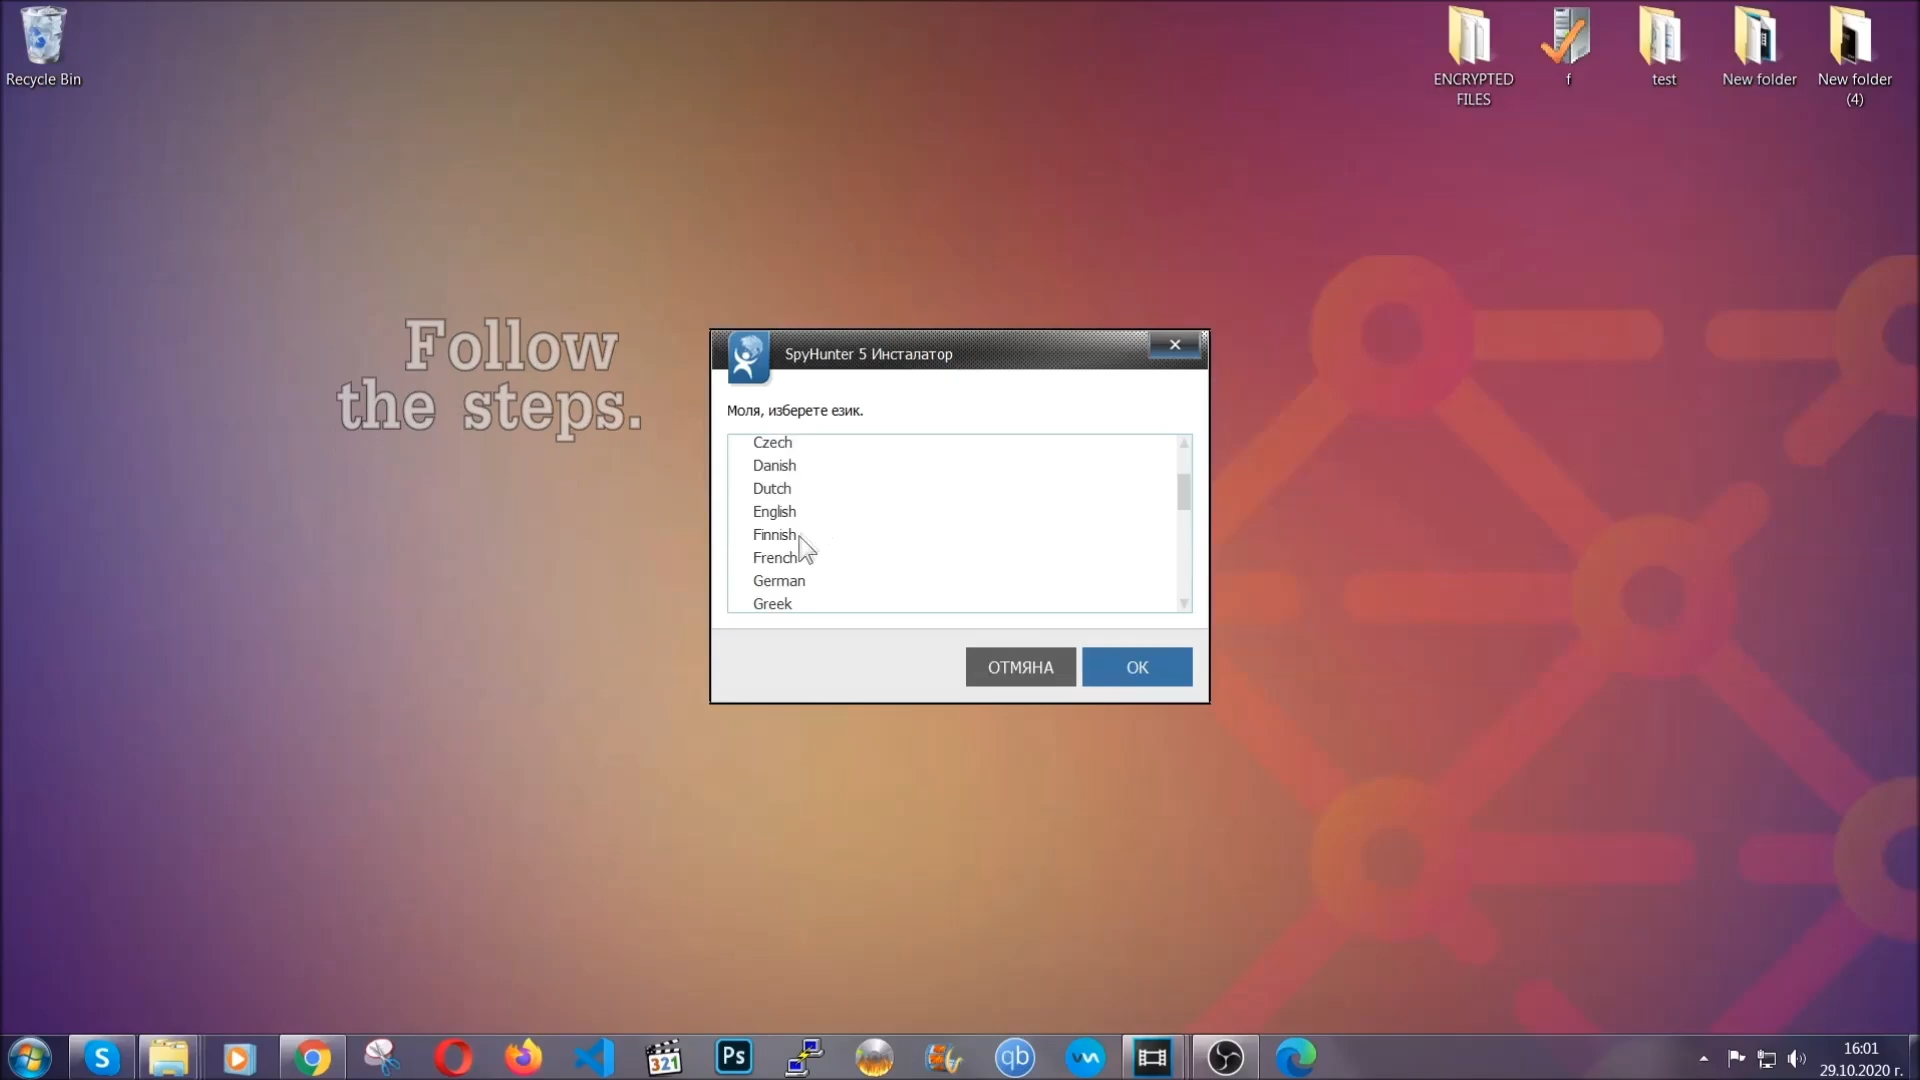 Recycle Bin
ENCRYPTED
FILES
f
test
New folder
New folder
(4)
Follow
the steps.
SpyHunter 5 Инсталатор
Моля, изберете език.
Czech
Danish
Dutch
English
Finnish
French
German
Greek
ОТМЯНА
OK
S
321
Ps
qb
16:01
29.10.2020 г.